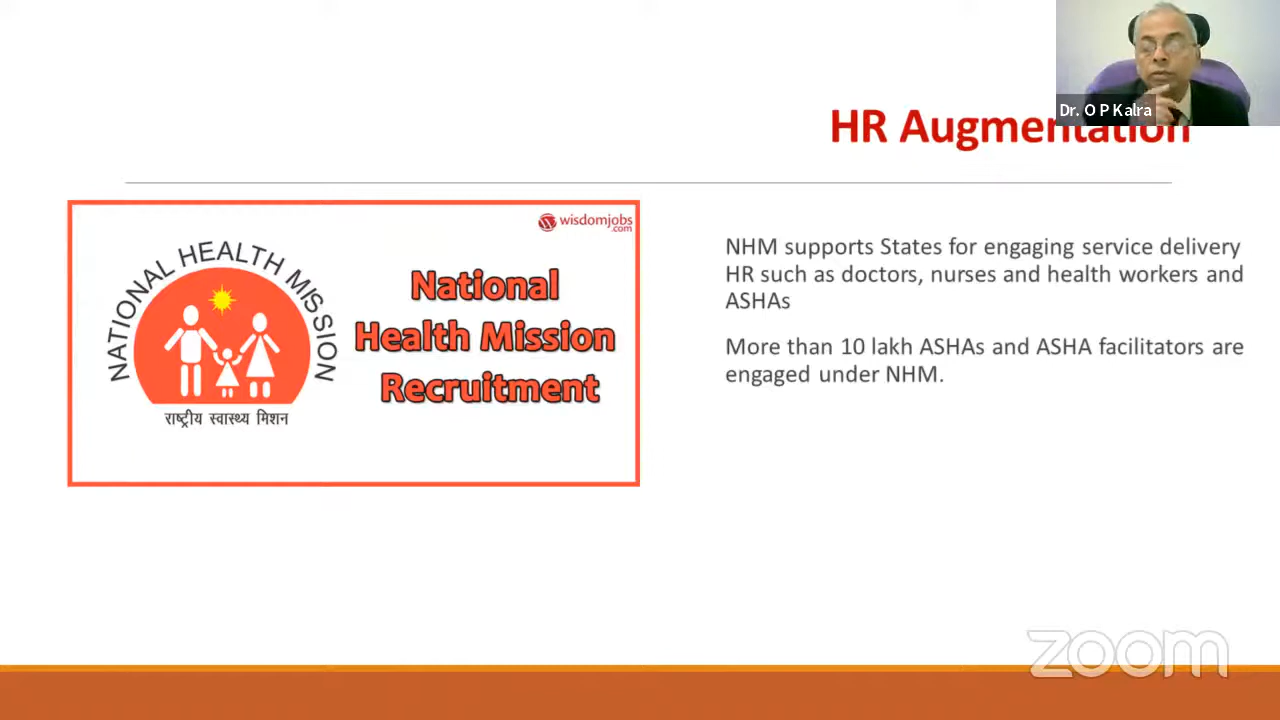 Dr. O P Kalra
HR Augmentation
wisdomjobs
.com
NATIONAL HEALTH MISSION
राष्ट्रीय स्वास्थ्य मिशन
National
Health Mission
Recruitment
NHM supports States for engaging service delivery
HR such as doctors, nurses and health workers and
ASHAs
More than 10 lakh ASHAs and ASHA facilitators are
engaged under NHM.
zoom